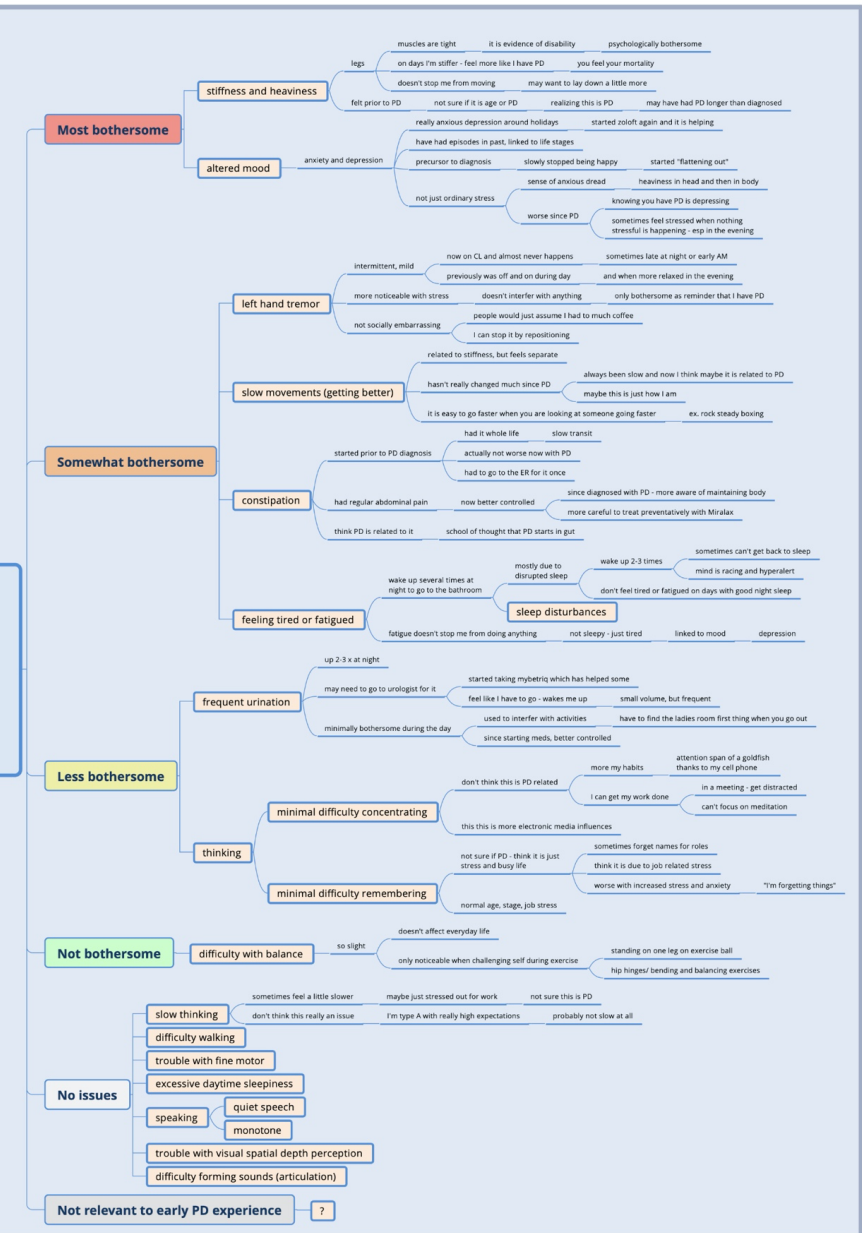 Most bothersome
stiffness and heaviness
legs
muscles are tight
it is evidence of disability
psychologically bothersome
on days I'm stiffer - feel more like I have PD
you feel your mortality
doesn't stop me from moving
may want to lay down a little more
felt prior to PD
not sure if it is age or PD
realizing this is PD
may have had PD longer than diagnosed
altered mood
anxiety and depression
really anxious depression around holidays
started zoloft again and it is helping
have had episodes in past, linked to life stages
precursor to diagnosis
slowly stopped being happy
started "flattening out"
not just ordinary stress
sense of anxious dread
heaviness in head and then in body
worse since PD
knowing you have PD is depressing
sometimes feel stressed when nothing
stressful is happening - esp in the evening
Somewhat bothersome
left hand tremor
intermittent, mild
now on CL and almost never happens
sometimes late at night or early AM
previously was off and on during day
and when more relaxed in the evening
more noticeable with stress
doesn't interfer with anything
only bothersome as reminder that I have PD
not socially embarrassing
people would just assume I had to much coffee
I can stop it by repositioning
slow movements (getting better)
related to stiffness, but feels separate
hasn't really changed much since PD
always been slow and now I think maybe it is related to PD
maybe this is just how I am
it is easy to go faster when you are looking at someone going faster
ex. rock steady boxing
constipation
started prior to PD diagnosis
had it whole life
slow transit
actually not worse now with PD
had to go to the ER for it once
had regular abdominal pain
now better controlled
since diagnosed with PD - more aware of maintaining body
more careful to treat preventatively with Miralax
think PD is related to it
school of thought that PD starts in gut
feeling tired or fatigued
wake up several times at
night to go to the bathroom
mostly due to
disrupted sleep
wake up 2-3 times
sometimes can't get back to sleep
mind is racing and hyperalert
don't feel tired or fatigued on days with good night sleep
sleep disturbances
fatigue doesn't stop me from doing anything
not sleepy - just tired
linked to mood
depression
Less bothersome
frequent urination
up 2-3 x at night
may need to go to urologist for it
started taking mybetriq which has helped some
feel like I have to go - wakes me up
small volume, but frequent
minimally bothersome during the day
used to interfer with activities
have to find the ladies room first thing when you go out
since starting meds, better controlled
thinking
minimal difficulty concentrating
don't think this is PD related
more my habits
attention span of a goldfish
thanks to my cell phone
I can get my work done
in a meeting - get distracted
can't focus on meditation
this this is more electronic media influences
minimal difficulty remembering
not sure if PD - think it is just
stress and busy life
sometimes forget names for roles
think it is due to job related stress
worse with increased stress and anxiety
"I'm forgetting things"
normal age, stage, job stress
Not bothersome
difficulty with balance
so slight
doesn't affect everyday life
only noticeable when challenging self during exercise
standing on one leg on exercise ball
hip hinges/ bending and balancing exercises
No issues
slow thinking
sometimes feel a little slower
maybe just stressed out for work
not sure this is PD
don't think this really an issue
I'm type A with really high expectations
probably not slow at all
difficulty walking
trouble with fine motor
excessive daytime sleepiness
speaking
quiet speech
monotone
trouble with visual spatial depth perception
difficulty forming sounds (articulation)
Not relevant to early PD experience
?